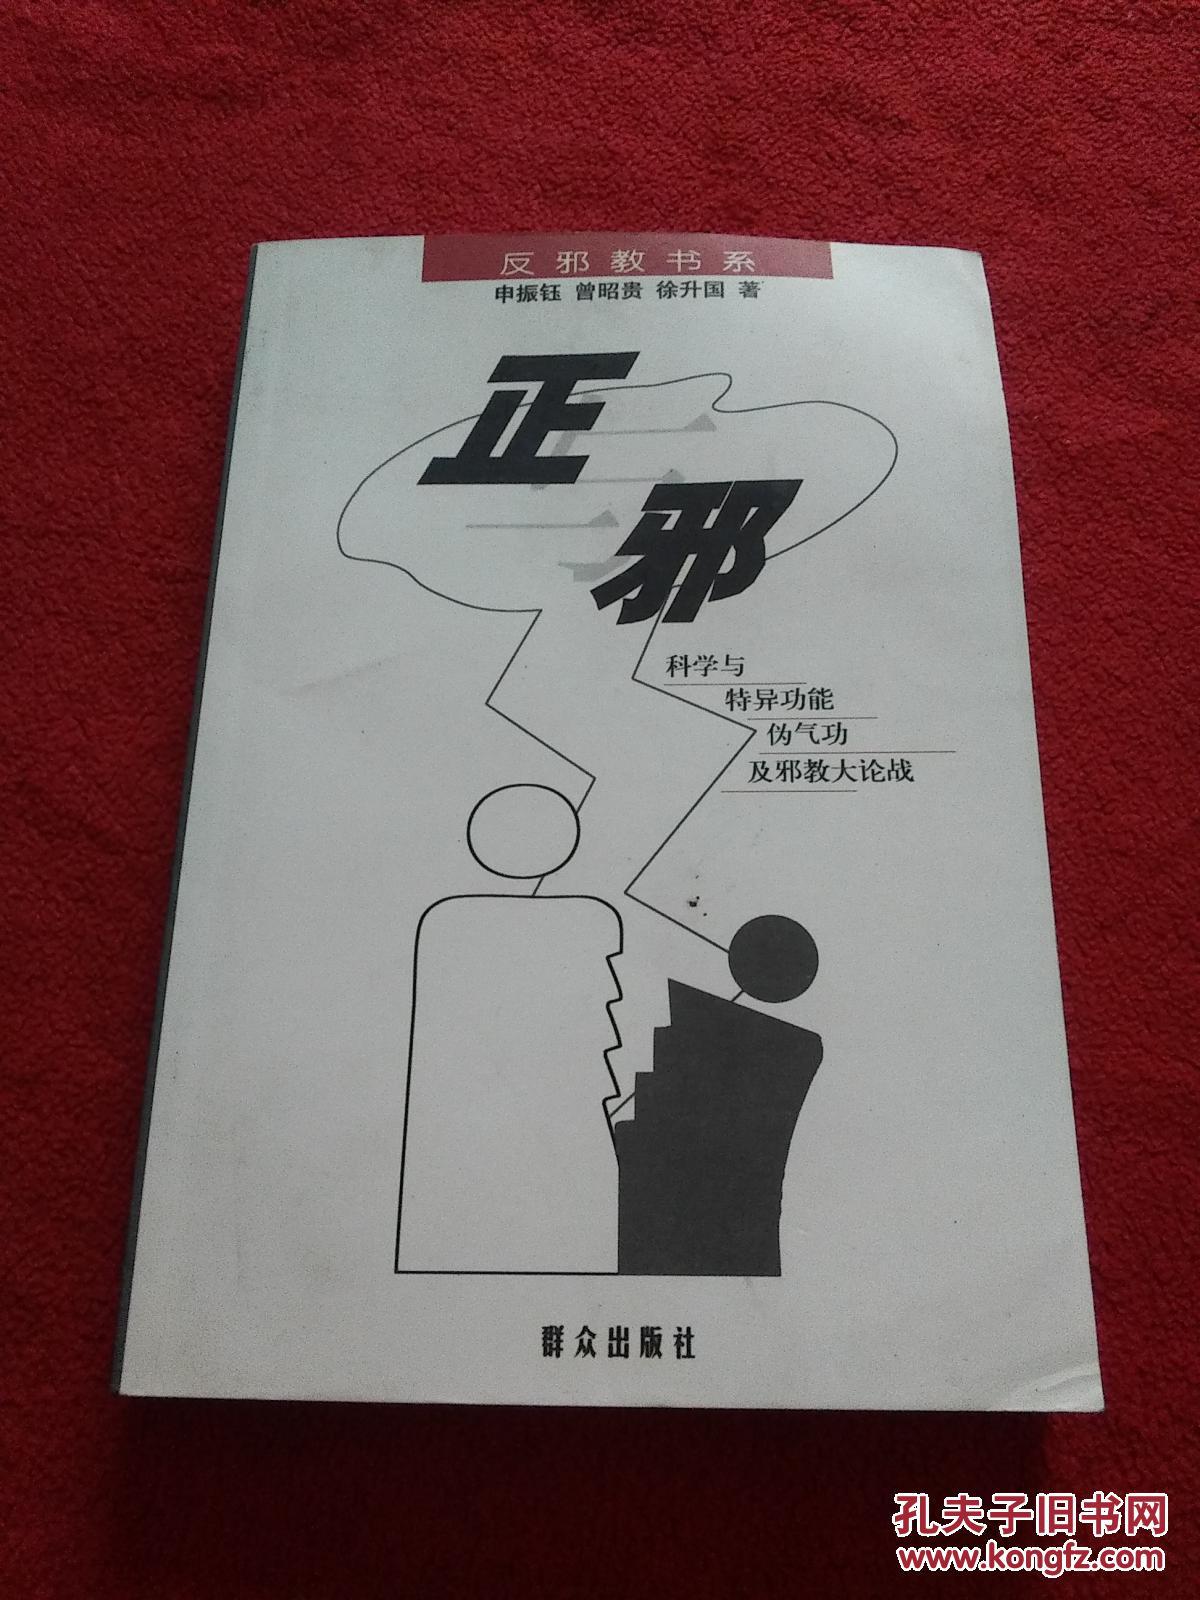 反邪教书系
申振钰 曾昭贵 徐升国 著
正
邪
科学与
特异功能
伪气功
及邪教大论战
群众出版社
孔夫子旧书网
www.kongfz.com